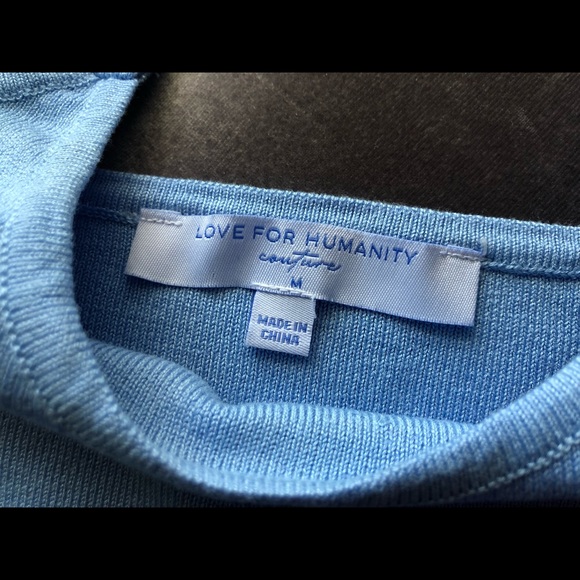 LOVE FOR HUMANITY
couture
M
MADE IN
CHINA